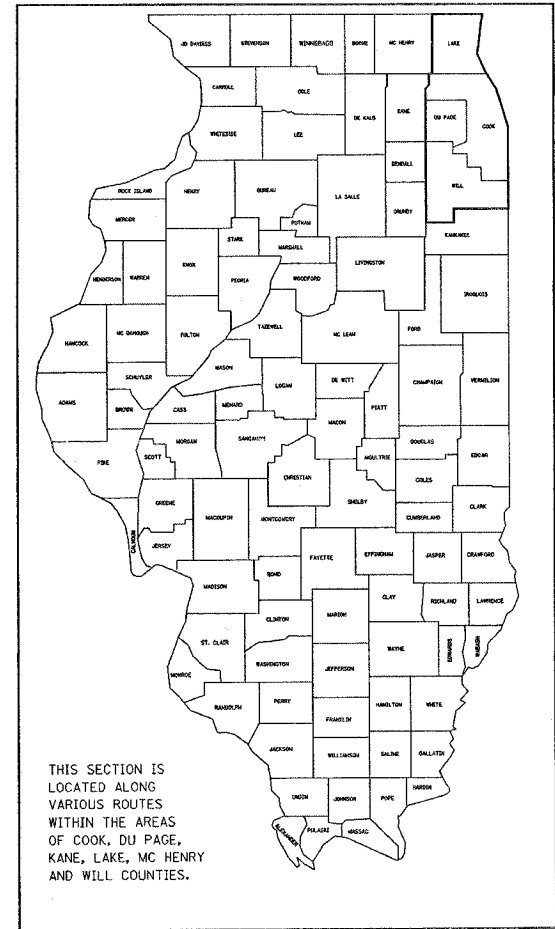 JO DAVIESS
STEVENSON
WINNEBAGO
BOONE
MC HENRY
LAKE
CARROLL
OGLE
DE KALB
KANE
DU PAGE
COOK
WHITESIDE
LEE
KENDALL
WILL
ROCK ISLAND
HENRY
BUREAU
LA SALLE
GRUNDY
MERCER
PUTNAM
KANKAKEE
STARK
MARSHALL
LIVINGSTON
HENDERSON
WARREN
KNOX
PEORIA
WOODFORD
IROQUOIS
HANCOCK
MC DONOUGH
FULTON
TAZEWELL
MC LEAN
FORD
MASON
SCHUYLER
LOGAN
DE WITT
CHAMPAIGN
VERMILION
ADAMS
BROWN
CASS
MENARD
PIATT
MACON
MORGAN
SANGAMON
DOUGLAS
EDGAR
PIKE
SCOTT
MOULTRIE
COLES
CHRISTIAN
GREENE
MACOUPIN
SHELBY
CLARK
CALHOUN
MONTGOMERY
CUMBERLAND
JERSEY
FAYETTE
EFFINGHAM
JASPER
CRAWFORD
MADISON
BOND
CLAY
RICHLAND
LAWRENCE
CLINTON
MARION
ST. CLAIR
WAYNE
EDWARDS
WABASH
WASHINGTON
JEFFERSON
MONROE
RANDOLPH
PERRY
HAMILTON
WHITE
FRANKLIN
JACKSON
WILLIAMSON
SALINE
GALLATIN
UNION
JOHNSON
POPE
HARDIN
ALEXANDER
PULASKI
MASSAC
THIS SECTION IS
LOCATED ALONG
VARIOUS ROUTES
WITHIN THE AREAS
OF COOK, DU PAGE,
KANE, LAKE, MC HENRY
AND WILL COUNTIES.